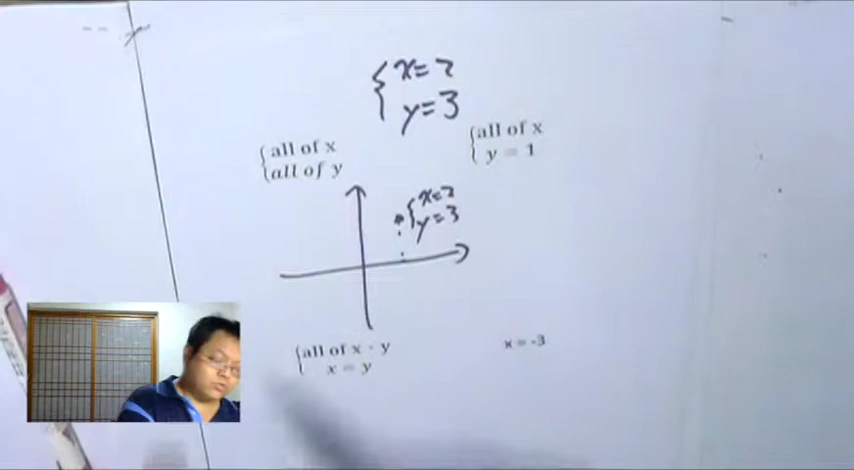 x=2
y=3
all of x
all of y
all of x
y = 1
x=2
y=3
all of x · y
x = y
x = -3